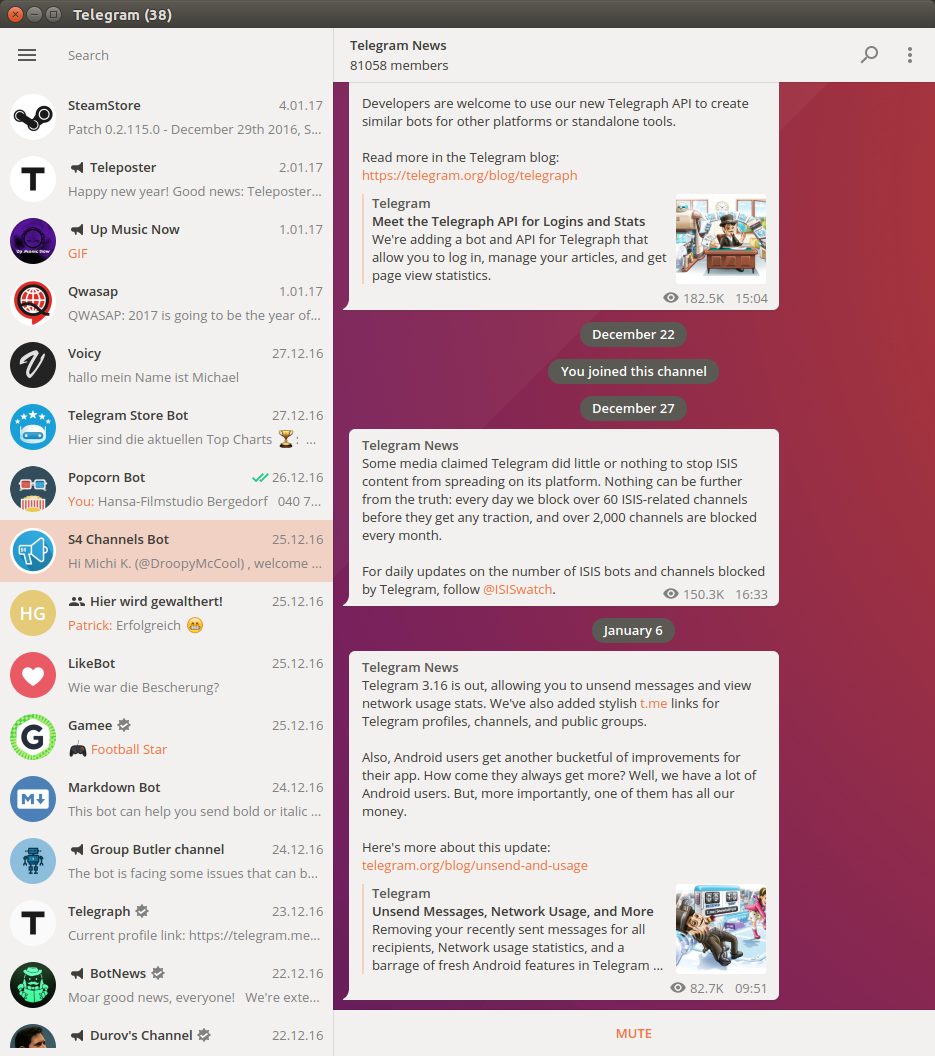 Telegram (38)
Search
SteamStore 4.01.17
Patch 0.2.115.0 - December 29th 2016, S...
T
Teleposter 2.01.17
Happy new year! Good news: Teleposter...
Up Music Now
Up Music Now 1.01.17
GIF
Qwasap 1.01.17
QWASAP: 2017 is going to be the year of...
V
Voicy 27.12.16
hallo mein Name ist Michael
Telegram Store Bot 27.12.16
Hier sind die aktuellen Top Charts 🏆: ...
Popcorn Bot 26.12.16
You: Hansa-Filmstudio Bergedorf 040 7...
S4 Channels Bot 25.12.16
Hi Michi K. (@DroopyMcCool) , welcome ...
HG
Hier wird gewalthert! 25.12.16
Patrick: Erfolgreich 😁
LikeBot 25.12.16
Wie war die Bescherung?
G
Gamee 25.12.16
🎮 Football Star
M
Markdown Bot 24.12.16
This bot can help you send bold or italic ...
Group Butler channel 24.12.16
The bot is facing some issues that can b...
T
Telegraph 23.12.16
Current profile link: https://telegram.me...
BotNews 22.12.16
Moar good news, everyone! We're exte...
Durov's Channel 22.12.16
Telegram News
81058 members
Developers are welcome to use our new Telegraph API to create
similar bots for other platforms or standalone tools.
Read more in the Telegram blog:
https://telegram.org/blog/telegraph
Telegram
Meet the Telegraph API for Logins and Stats
We're adding a bot and API for Telegraph that
allow you to log in, manage your articles, and get
page view statistics.
182.5K 15:04
December 22
You joined this channel
December 27
Telegram News
Some media claimed Telegram did little or nothing to stop ISIS
content from spreading on its platform. Nothing can be further
from the truth: every day we block over 60 ISIS-related channels
before they get any traction, and over 2,000 channels are blocked
every month.
For daily updates on the number of ISIS bots and channels blocked
by Telegram, follow @ISISwatch.
150.3K 16:33
January 6
Telegram News
Telegram 3.16 is out, allowing you to unsend messages and view
network usage stats. We've also added stylish t.me links for
Telegram profiles, channels, and public groups.
Also, Android users get another bucketful of improvements for
their app. How come they always get more? Well, we have a lot of
Android users. But, more importantly, one of them has all our
money.
Here's more about this update:
telegram.org/blog/unsend-and-usage
Telegram
Unsend Messages, Network Usage, and More
Removing your recently sent messages for all
recipients, Network usage statistics, and a
barrage of fresh Android features in Telegram ...
82.7K 09:51
MUTE